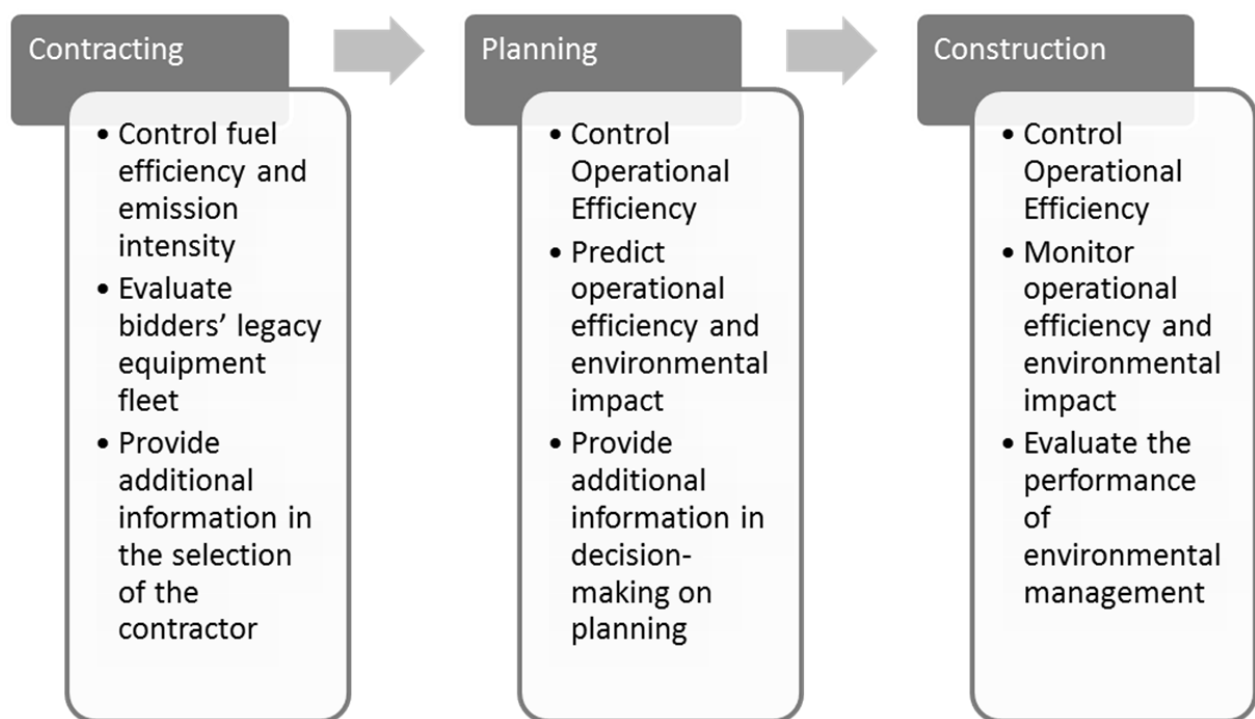 Contracting
• Control fuel
efficiency and
emission
intensity
• Evaluate
bidders’ legacy
equipment
fleet
• Provide
additional
information in
the selection
of the
contractor
Planning
• Control
Operational
Efficiency
• Predict
operational
efficiency and
environmental
impact
• Provide
additional
information in
decision-
making on
planning
Construction
• Control
Operational
Efficiency
• Monitor
operational
efficiency and
environmental
impact
• Evaluate the
performance
of
environmental
management